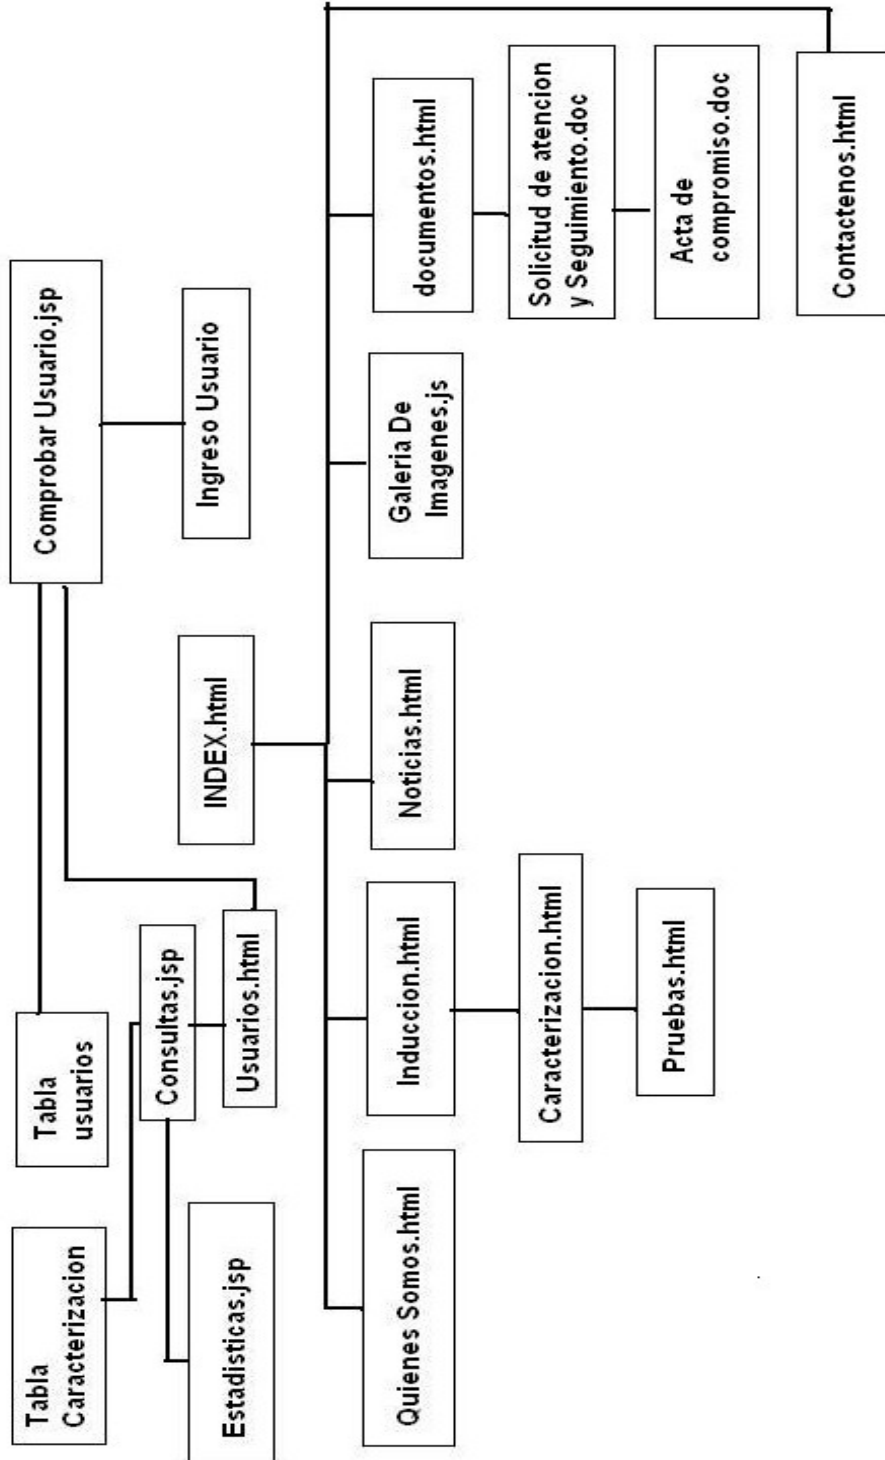 Tabla
Caracterizacion
Tabla
usuarios
Comprobar Usuario.jsp
Consultas.jsp
Estadisticas.jsp
Usuarios.html
INDEX.html
Ingreso Usuario
Quienes Somos.html
Induccion.html
Noticias.html
Galeria De
Imagenes.js
documentos.html
Caracterizacion.html
Solicitud de atencion
y Seguimiento.doc
Pruebas.html
Acta de
compromiso.doc
Contactenos.html